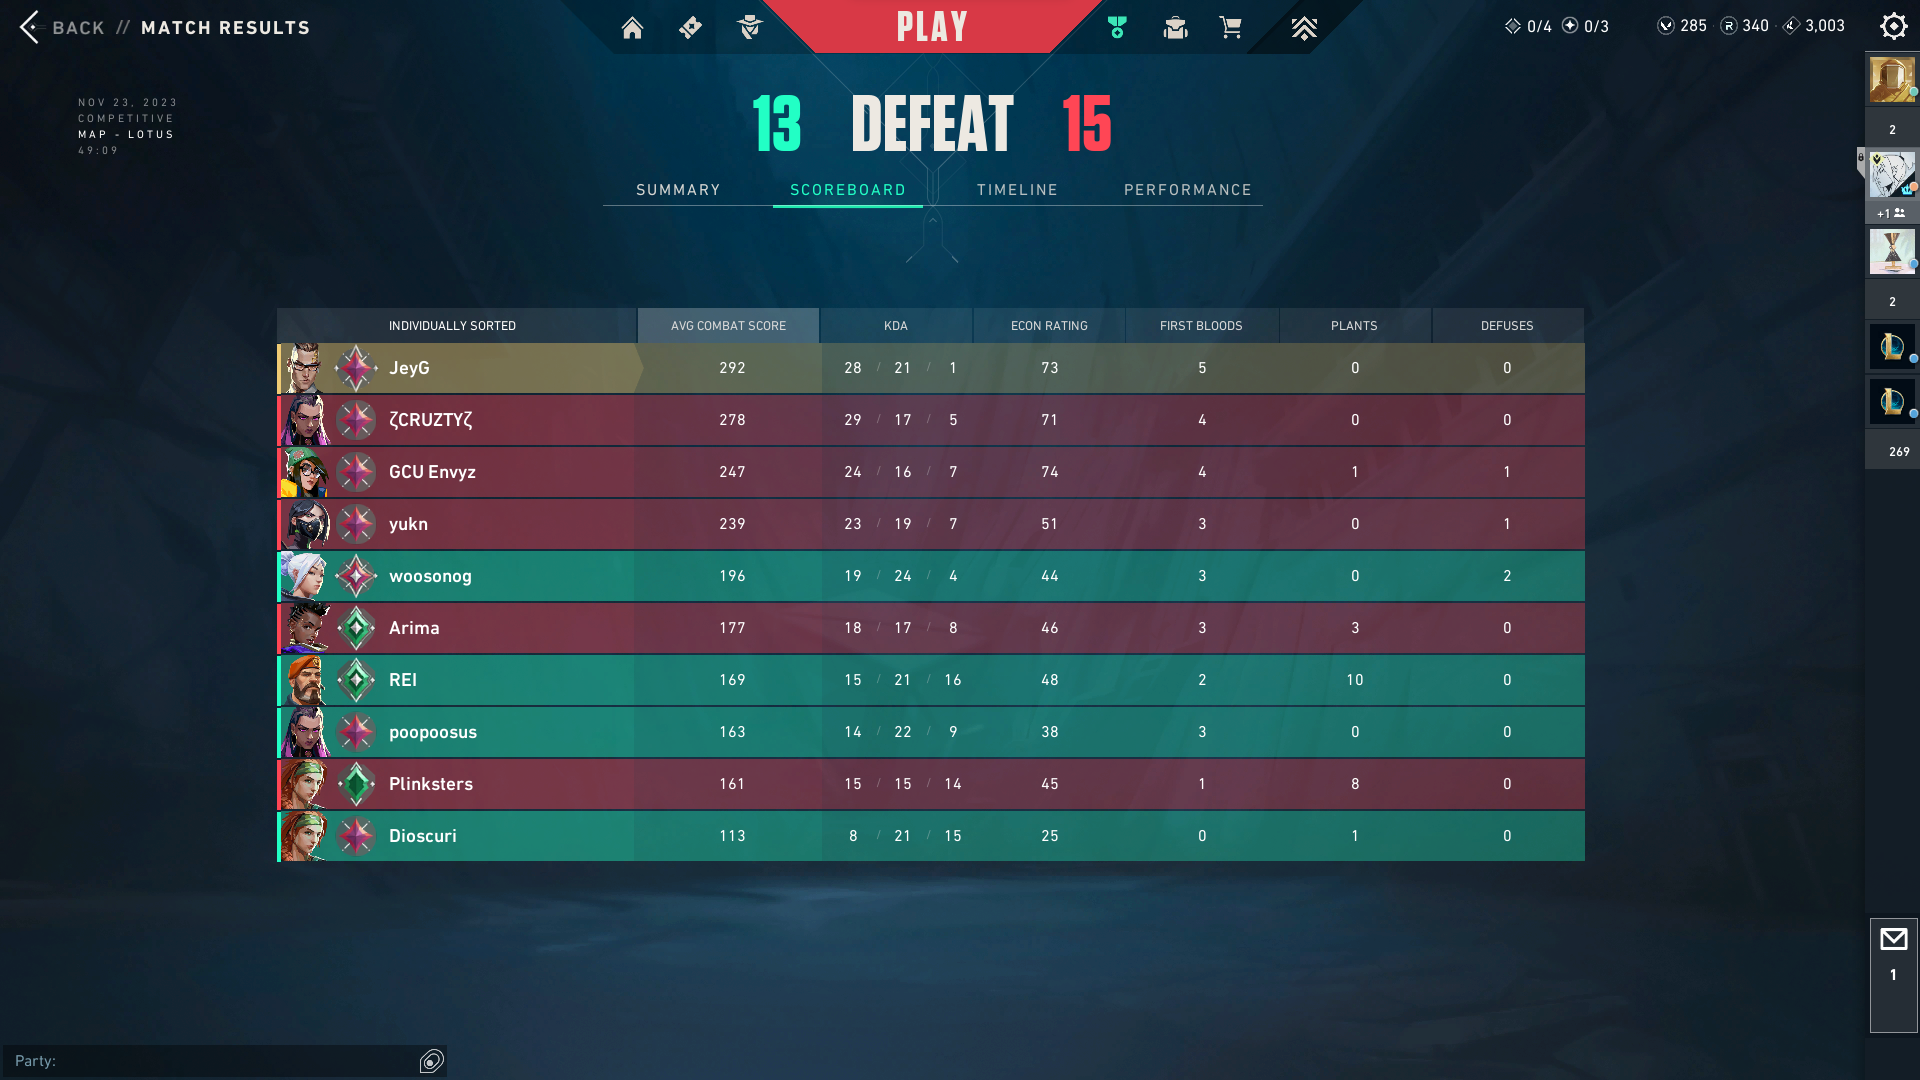 BACK // MATCH RESULTS
PLAY
0/4 0/3 285 340 3,003
NOV 23, 2023
COMPETITIVE
MAP - LOTUS
49:09
13 DEFEAT 15
SUMMARY SCOREBOARD TIMELINE PERFORMANCE
INDIVIDUALLY SORTED AVG COMBAT SCORE KDA ECON RATING FIRST BLOODS PLANTS DEFUSES
JeyG 292 28 / 21 / 1 73 5 0 0
ζCRUZTYζ 278 29 / 17 / 5 71 4 0 0
GCU Envyz 247 24 / 16 / 7 74 4 1 1
yukn 239 23 / 19 / 7 51 3 0 1
woosonog 196 19 / 24 / 4 44 3 0 2
Arima 177 18 / 17 / 8 46 3 3 0
REI 169 15 / 21 / 16 48 2 10 0
poopoosus 163 14 / 22 / 9 38 3 0 0
Plinksters 161 15 / 15 / 14 45 1 8 0
Dioscuri 113 8 / 21 / 15 25 0 1 0
2
+1
2
269
1
Party: